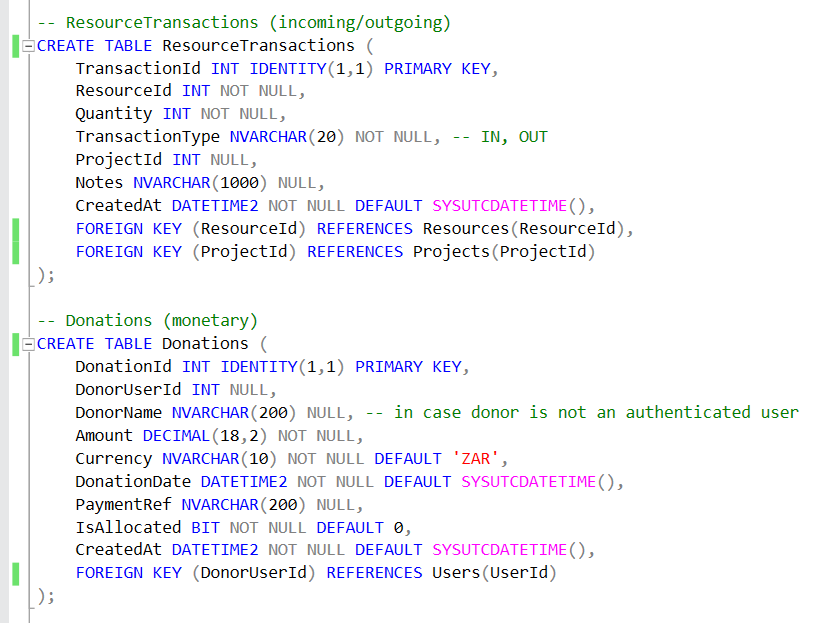 -- ResourceTransactions (incoming/outgoing)
CREATE TABLE ResourceTransactions (
    TransactionId INT IDENTITY(1,1) PRIMARY KEY,
    ResourceId INT NOT NULL,
    Quantity INT NOT NULL,
    TransactionType NVARCHAR(20) NOT NULL, -- IN, OUT
    ProjectId INT NULL,
    Notes NVARCHAR(1000) NULL,
    CreatedAt DATETIME2 NOT NULL DEFAULT SYSUTCDATETIME(),
    FOREIGN KEY (ResourceId) REFERENCES Resources(ResourceId),
    FOREIGN KEY (ProjectId) REFERENCES Projects(ProjectId)
);
-- Donations (monetary)
CREATE TABLE Donations (
    DonationId INT IDENTITY(1,1) PRIMARY KEY,
    DonorUserId INT NULL,
    DonorName NVARCHAR(200) NULL, -- in case donor is not an authenticated user
    Amount DECIMAL(18,2) NOT NULL,
    Currency NVARCHAR(10) NOT NULL DEFAULT 'ZAR',
    DonationDate DATETIME2 NOT NULL DEFAULT SYSUTCDATETIME(),
    PaymentRef NVARCHAR(200) NULL,
    IsAllocated BIT NOT NULL DEFAULT 0,
    CreatedAt DATETIME2 NOT NULL DEFAULT SYSUTCDATETIME(),
    FOREIGN KEY (DonorUserId) REFERENCES Users(UserId)
);